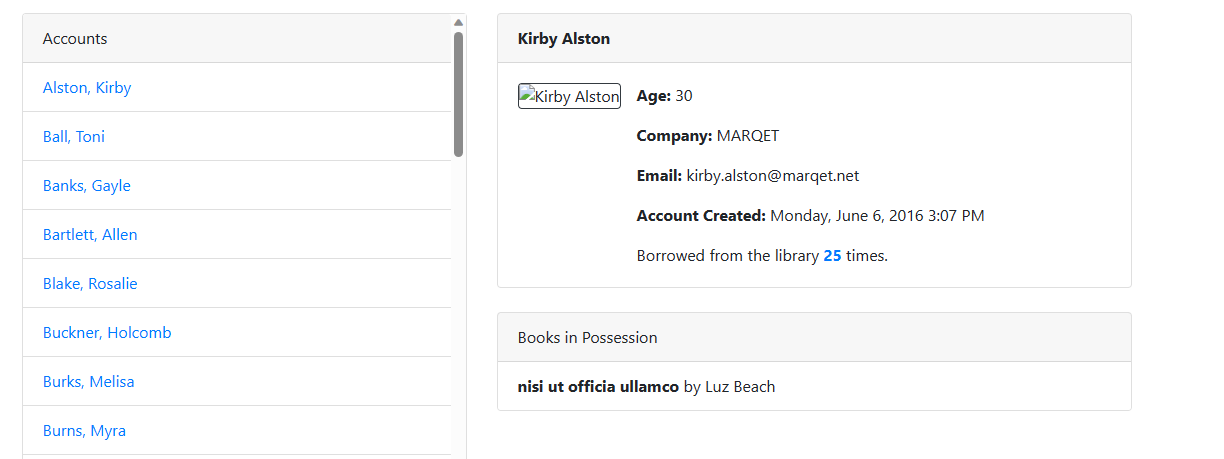 Accounts
Alston, Kirby
Ball, Toni
Banks, Gayle
Bartlett, Allen
Blake, Rosalie
Buckner, Holcomb
Burks, Melisa
Burns, Myra
Kirby Alston
Kirby Alston
Age: 30
Company: MARQET
Email: kirby.alston@marqet.net
Account Created: Monday, June 6, 2016 3:07 PM
Borrowed from the library 25 times.
Books in Possession
nisi ut officia ullamco by Luz Beach